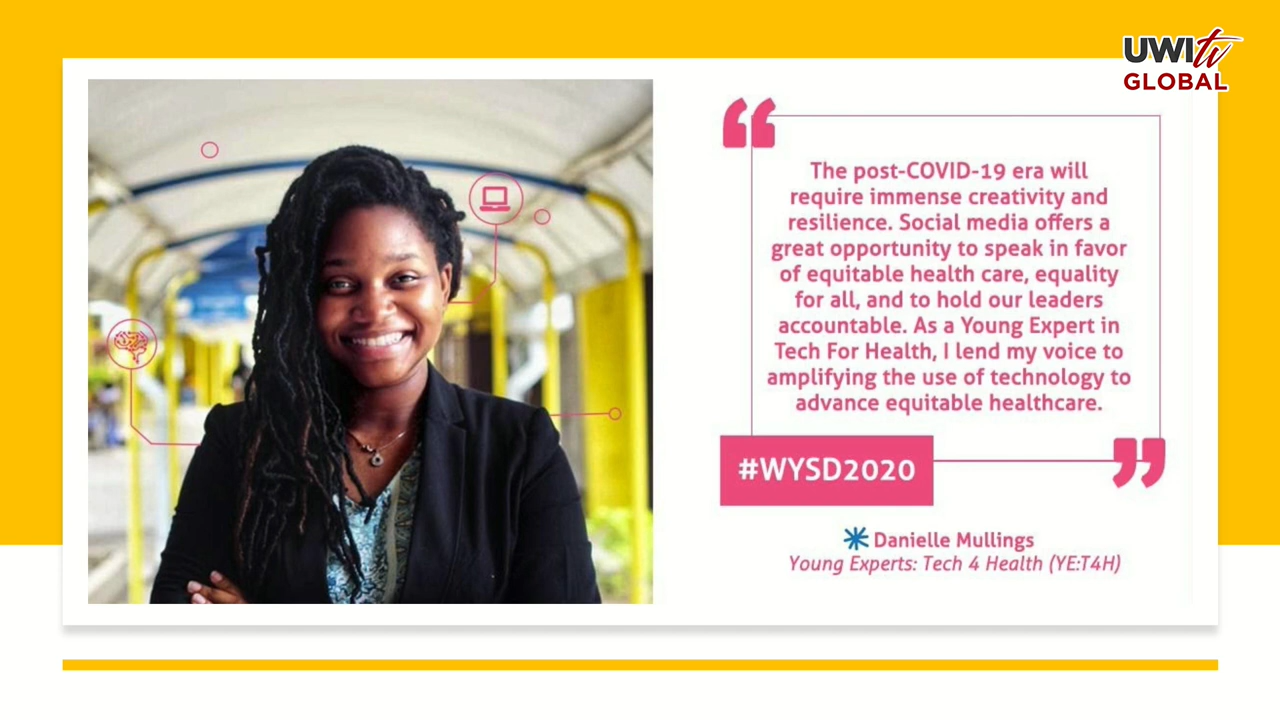 UWI tv
GLOBAL
The post-COVID-19 era will
require immense creativity and
resilience. Social media offers a
great opportunity to speak in favor
of equitable health care, equality
for all, and to hold our leaders
accountable. As a Young Expert in
Tech For Health, I lend my voice to
amplifying the use of technology to
advance equitable healthcare.
#WYSD2020
Danielle Mullings
Young Experts: Tech 4 Health (YE:T4H)